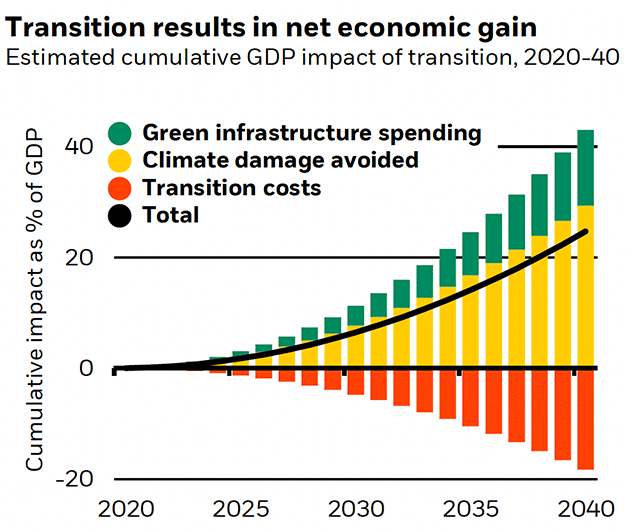 Transition results in net economic gain
Estimated cumulative GDP impact of transition, 2020-40
Cumulative impact as % of GDP
Green infrastructure spending
Climate damage avoided
Transition costs
Total
40
20
0
-20
2020 2025 2030 2035 2040